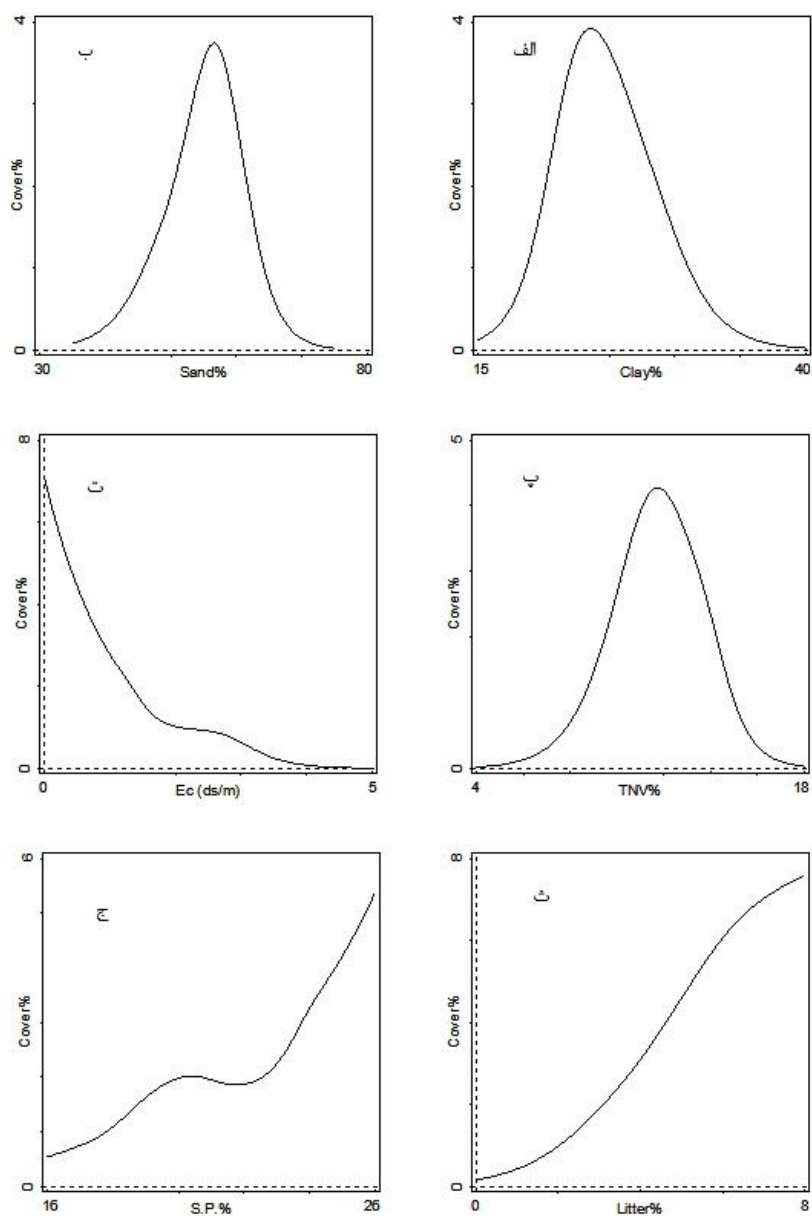 الف
4
Cover%
0
15
Clay%
40
ب
4
Cover%
0
30
Sand%
80
پ
5
Cover%
0
4
TNV%
18
ت
8
Cover%
0
0
Ec (ds/m)
5
ث
8
Cover%
0
0
Litter%
8
ج
6
Cover%
0
16
S.P.%
26